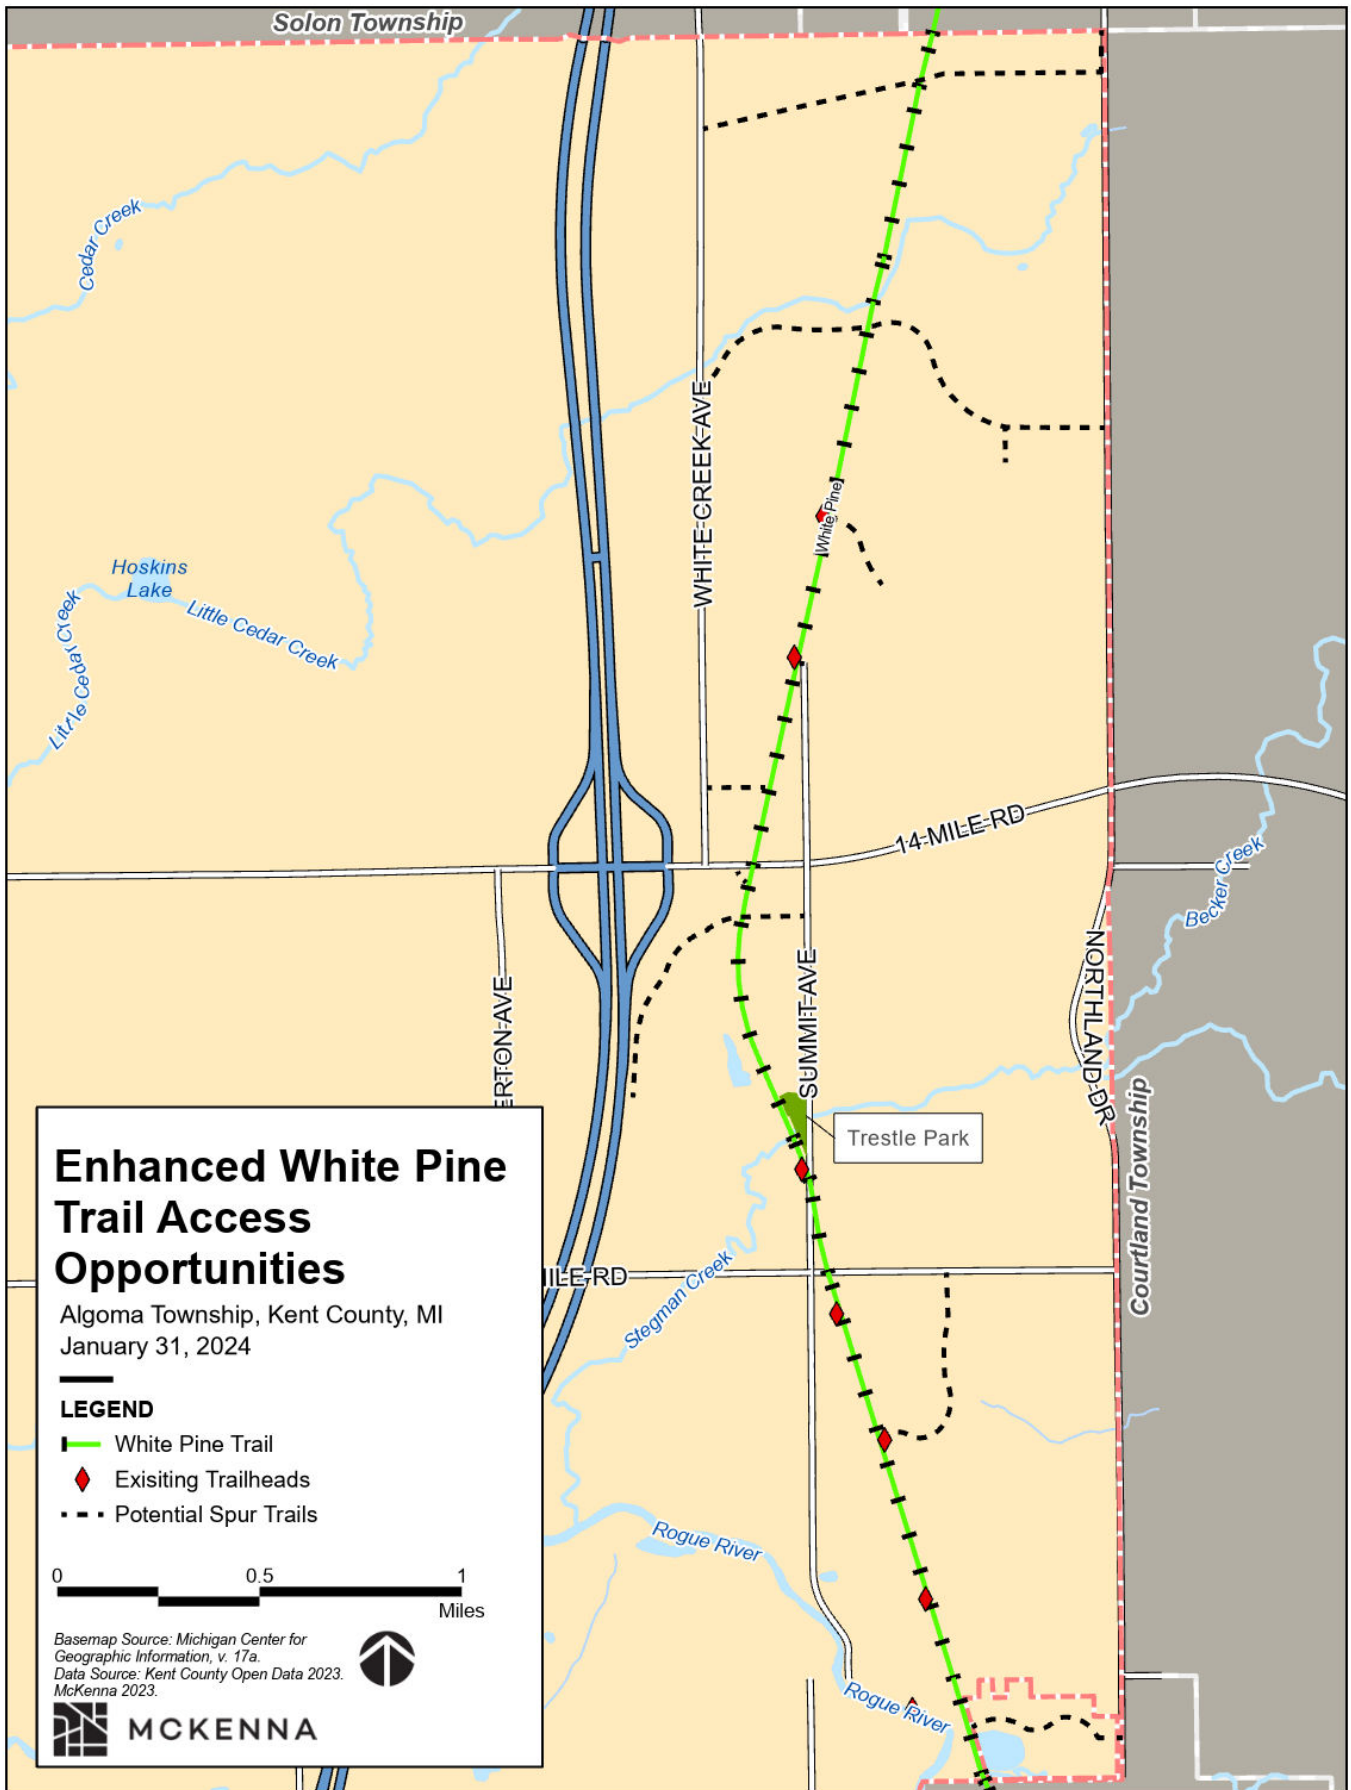 Solon Township
Cedar Creek
WHITE CREEK AVE
White Pine
Hoskins
Lake
Little Cedar Creek
Little Cedar Creek
14 MILE RD
Becker Creek
NORTHLAND DR
SUMMIT AVE
ERTON AVE
Trestle Park
Courtland Township
ILE RD
Stegman Creek
Rogue River
Rogue River
Enhanced White Pine
Trail Access
Opportunities
Algoma Township, Kent County, MI
January 31, 2024
LEGEND
White Pine Trail
Exisiting Trailheads
Potential Spur Trails
0 0.5 1
Miles
Basemap Source: Michigan Center for
Geographic Information, v. 17a.
Data Source: Kent County Open Data 2023.
McKenna 2023.
MCKENNA